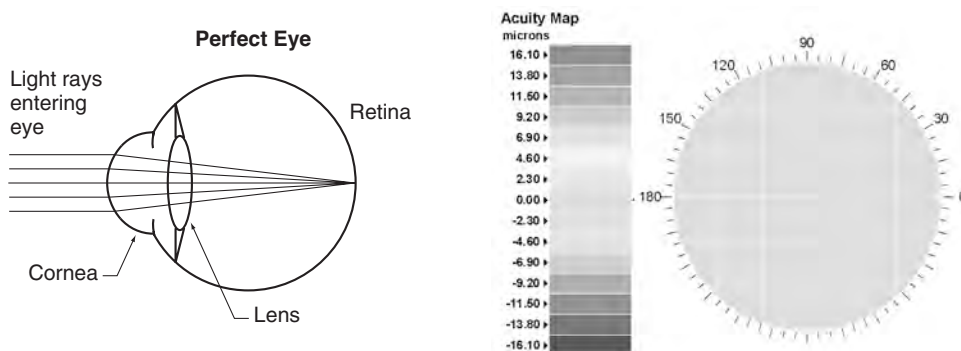 Perfect Eye
Light rays
entering
eye
Retina
Cornea
Lens
Acuity Map
microns
16.10
13.80
11.50
9.20
6.90
4.60
2.30
0.00
-2.30
-4.60
-6.90
-9.20
-11.50
-13.80
-16.10
90
120
60
150
30
180